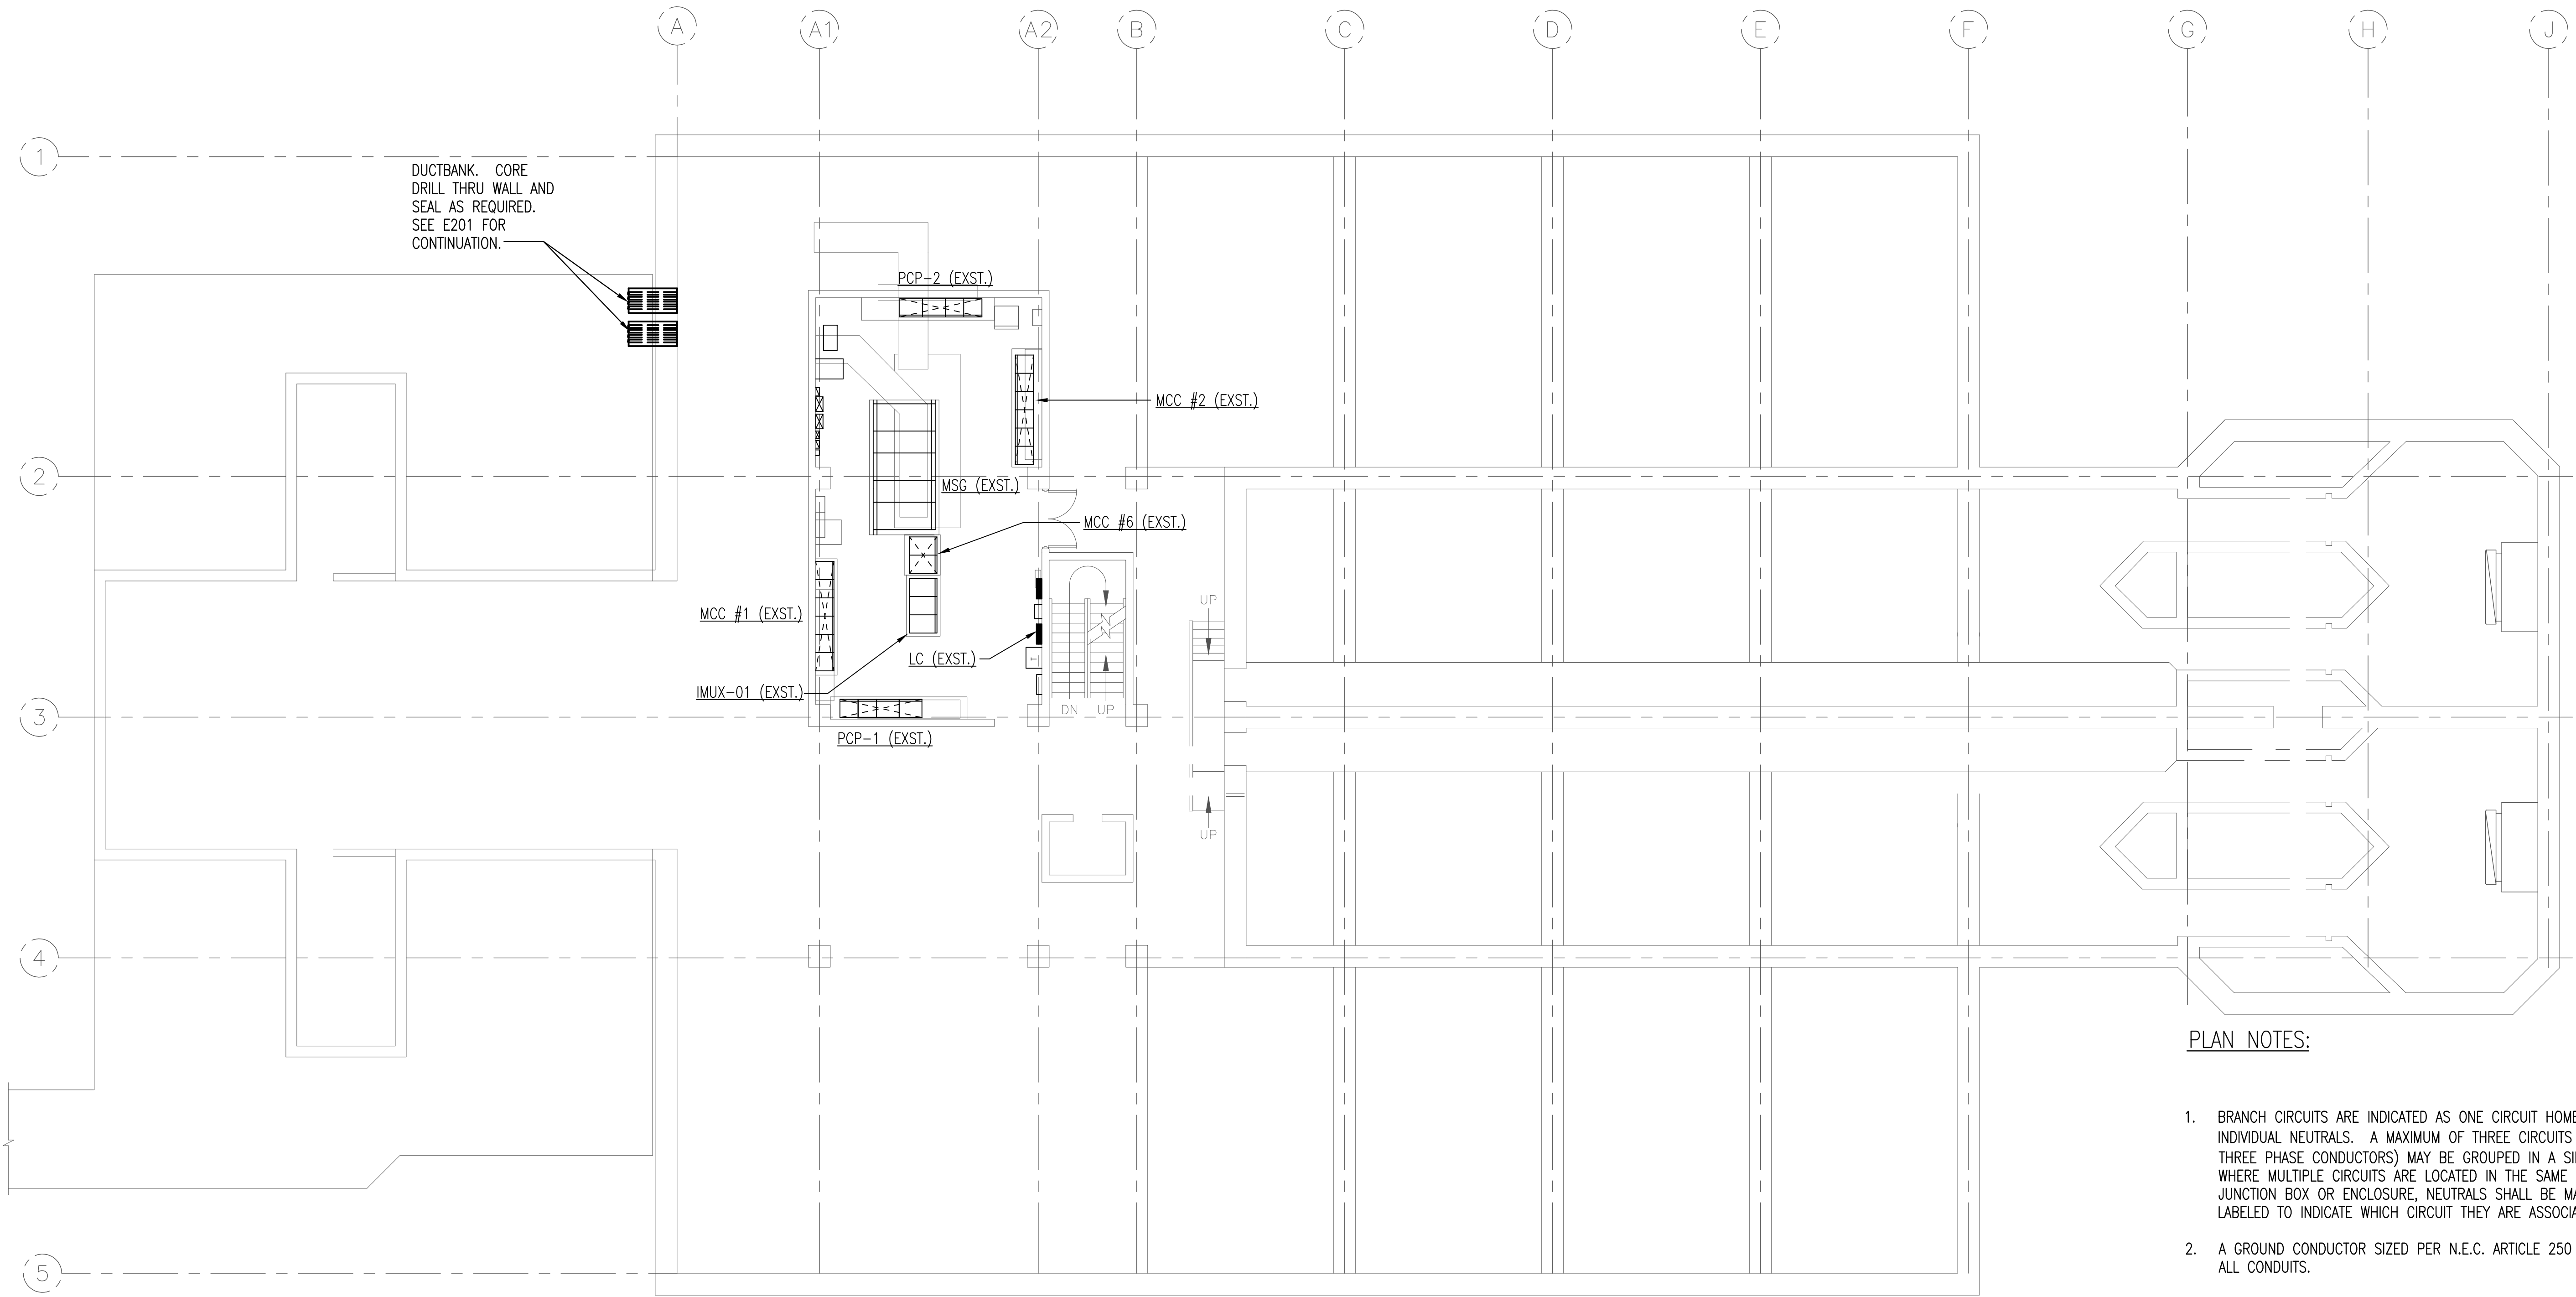 A
A1
A2
B
C
D
E
F
G
H
J
1
2
3
4
5
DUCTBANK. CORE
DRILL THRU WALL AND
SEAL AS REQUIRED.
SEE E201 FOR
CONTINUATION.
PCP-2 (EXST.)
MCC #2 (EXST.)
MSG (EXST.)
MCC #6 (EXST.)
MCC #1 (EXST.)
LC (EXST.)
IMUX-01 (EXST.)
PCP-1 (EXST.)
T
DN
UP
UP
UP
PLAN NOTES:
1. BRANCH CIRCUITS ARE INDICATED AS ONE CIRCUIT
INDIVIDUAL NEUTRALS. A MAXIMUM OF THREE CIRCUITS
THREE PHASE CONDUCTORS) MAY BE GROUPED IN A
WHERE MULTIPLE CIRCUITS ARE LOCATED IN THE SAME
JUNCTION BOX OR ENCLOSURE, NEUTRALS SHALL BE
LABELED TO INDICATE WHICH CIRCUIT THEY ARE
2. A GROUND CONDUCTOR SIZED PER N.E.C. ARTICLE 250
ALL CONDUITS.